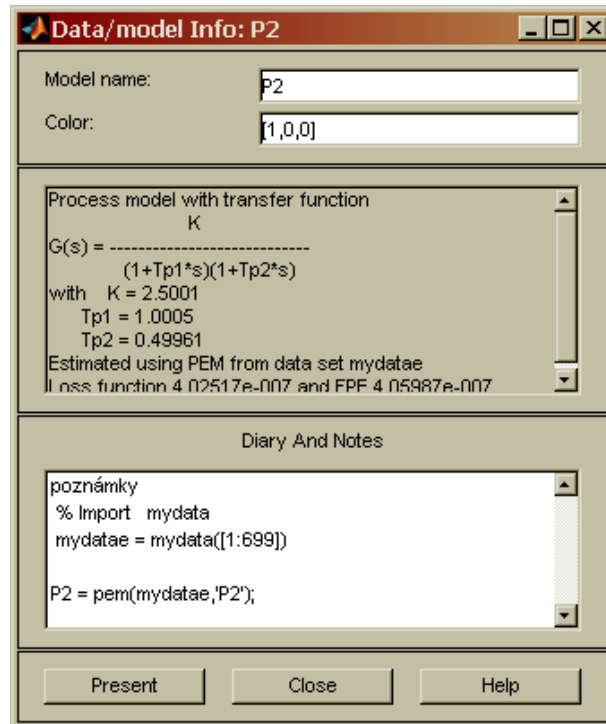 Data/model Info: P2
Model name:
P2
Color:
[1,0,0]
Process model with transfer function
K
G(s) = ----------------------------
(1+Tp1*s)(1+Tp2*s)
with K = 2.5001
Tp1 = 1.0005
Tp2 = 0.49961
Estimated using PEM from data set mydatae
Loss function 4.02517e-007 and FPE 4.05987e-007
Diary And Notes
poznámky
% Import mydata
mydatae = mydata([1:699])
P2 = pem(mydatae,'P2');
Present
Close
Help